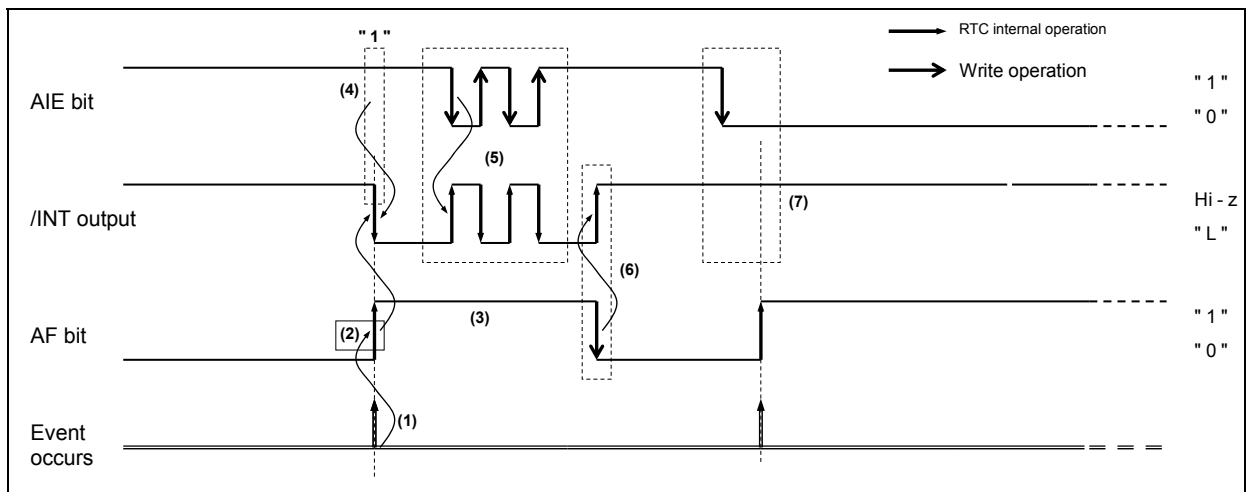 " 1 "
RTC internal operation
Write operation
AIE bit
(4)
(5)
" 1 "
" 0 "
/INT output
(7)
Hi - z
" L "
(6)
AF bit
(2)
(3)
" 1 "
" 0 "
(1)
Event
occurs